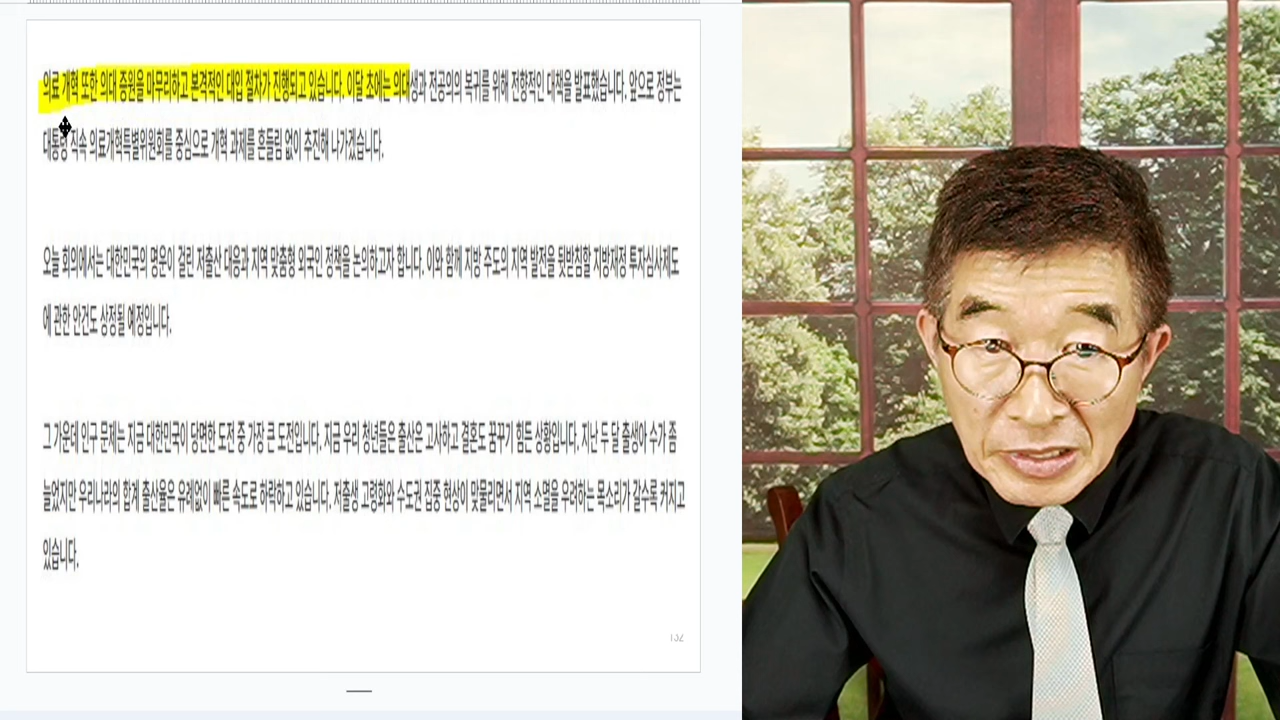 의료 개혁 또한 의대 증원을 마무리하고 본격적인 대입 절차가 진행되고 있습니다. 이달 초에는 의대생과 전공의의 복귀를 위해 전향적인 대책을 발표했습니다. 앞으로 정부는
대통령 직속 의료개혁특별위원회를 중심으로 개혁 과제를 흔들림 없이 추진해 나가겠습니다.
오늘 회의에서는 대한민국의 명운이 걸린 저출산 대응과 지역 맞춤형 외국인 정책을 논의하고자 합니다. 이와 함께 지방 주도의 지역 발전을 뒷받침할 지방재정 투자심사제도
에 관한 안건도 상정될 예정입니다.
그 가운데 인구 문제는 지금 대한민국이 당면한 도전 중 가장 큰 도전입니다. 지금 우리 청년들은 출산은 고사하고 결혼도 꿈꾸기 힘든 상황입니다. 지난 두 달 출생아 수가 좀
늘었지만 우리나라의 합계 출산율은 유례없이 빠른 속도로 하락하고 있습니다. 저출생 고령화와 수도권 집중 현상이 맞물리면서 지역 소멸을 우려하는 목소리가 갈수록 커지고
있습니다.
132